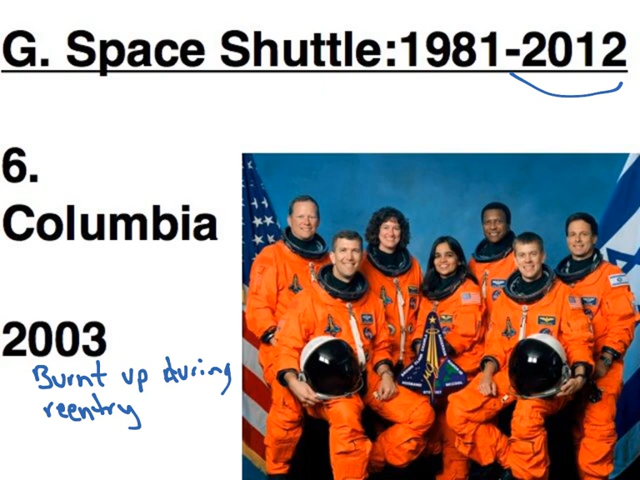 G. Space Shuttle:1981-2012
6.
Columbia
2003
Burnt up during
reentry